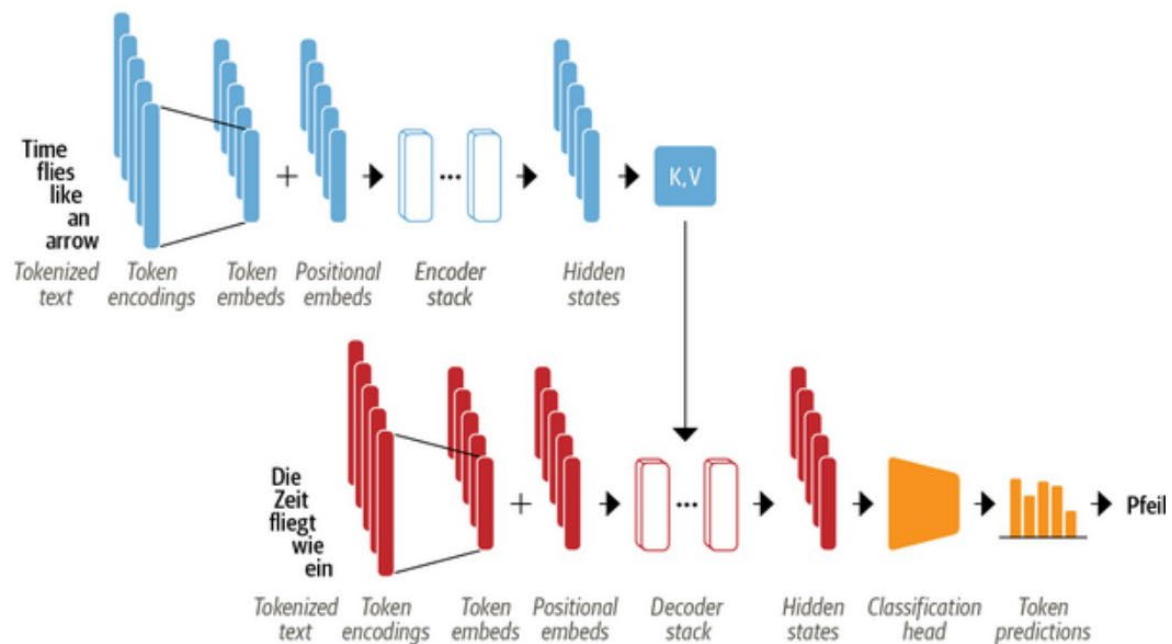 Time
flies
like
an
arrow
K, V
Tokenized text
Token encodings
Token embeds
Positional embeds
Encoder stack
Hidden states
Die
Zeit
fliegt
wie
ein
Pfeil
Tokenized text
Token encodings
Token embeds
Positional embeds
Decoder stack
Hidden states
Classification head
Token predictions